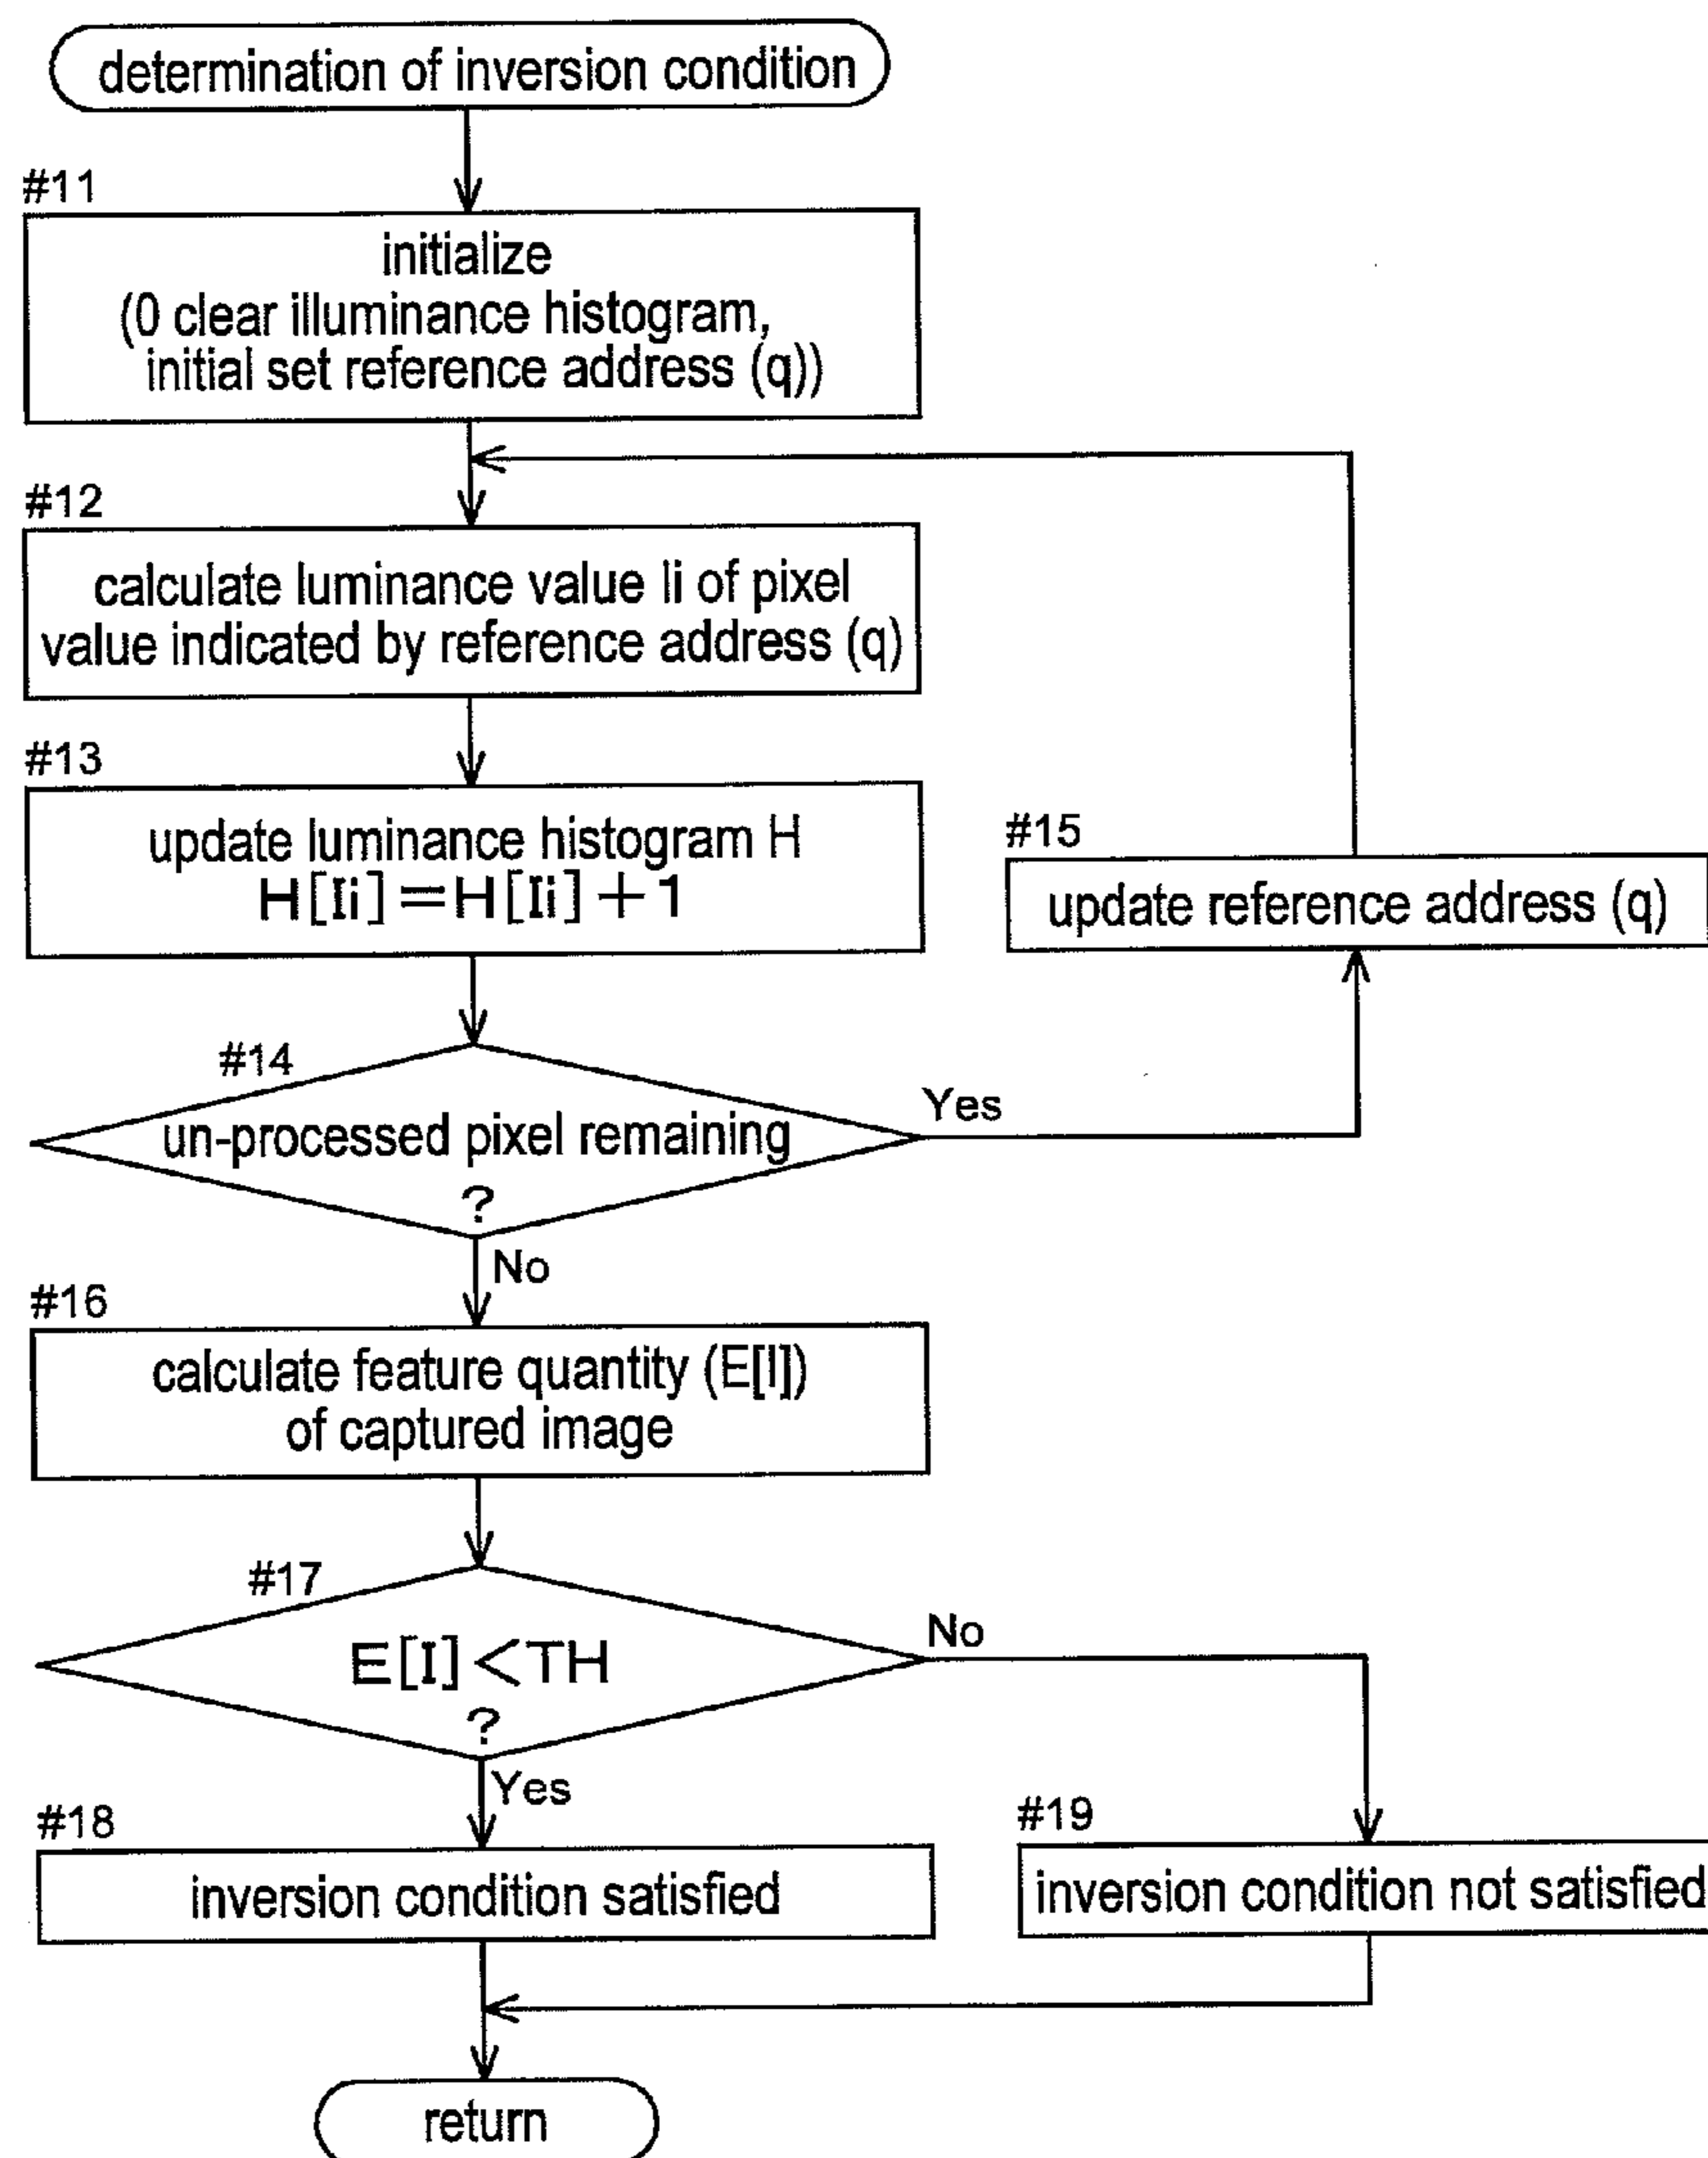 determination of inversion condition
#11
initialize
(0 clear illuminance histogram,
initial set reference address (q))
#12
calculate luminance value Ii of pixel
value indicated by reference address (q)
#13
update luminance histogram H
H[Ii]=H[Ii]+1
#15
update reference address (q)
#14
un-processed pixel remaining
?
Yes
No
#16
calculate feature quantity (E[I])
of captured image
#17
E[I]<TH
?
No
Yes
#18
inversion condition satisfied
#19
inversion condition not satisfied
return